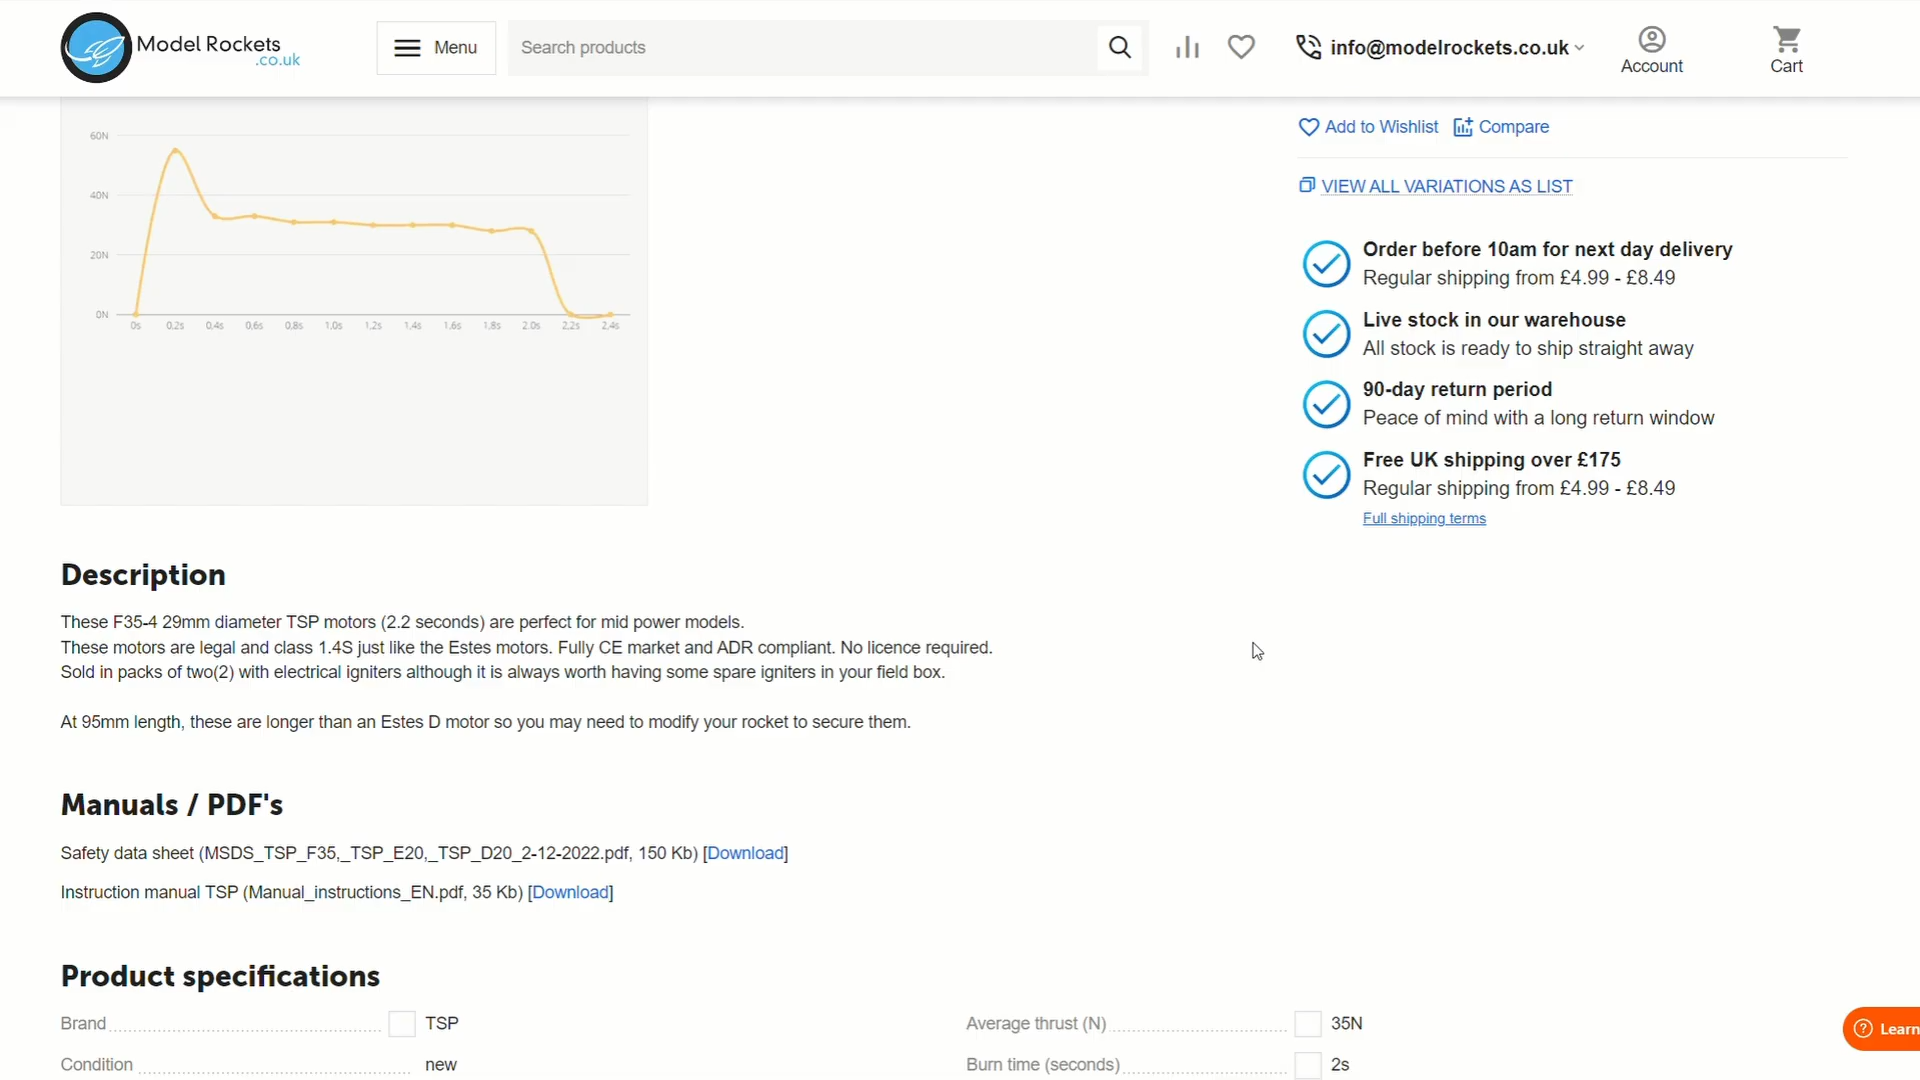 Model Rockets
.co.uk
Menu
Search products
info@modelrockets.co.uk
Account
Cart
60N
40N
20N
0N
0s 0,2s 0,4s 0,6s 0,8s 1,0s 1,2s 1,4s 1,6s 1,8s 2.0s 2,2s 2,4s
Add to Wishlist
Compare
VIEW ALL VARIATIONS AS LIST
Order before 10am for next day delivery
Regular shipping from £4.99 - £8.49
Live stock in our warehouse
All stock is ready to ship straight away
90-day return period
Peace of mind with a long return window
Free UK shipping over £175
Regular shipping from £4.99 - £8.49
Full shipping terms
Description
These F35-4 29mm diameter TSP motors (2.2 seconds) are perfect for mid power models.
These motors are legal and class 1.4S just like the Estes motors. Fully CE market and ADR compliant. No licence required.
Sold in packs of two(2) with electrical igniters although it is always worth having some spare igniters in your field box.
At 95mm length, these are longer than an Estes D motor so you may need to modify your rocket to secure them.
Manuals / PDF's
Safety data sheet (MSDS_TSP_F35,_TSP_E20,_TSP_D20_2-12-2022.pdf, 150 Kb) [Download]
Instruction manual TSP (Manual_instructions_EN.pdf, 35 Kb) [Download]
Product specifications
Brand TSP
Average thrust (N) 35N
Condition new
Burn time (seconds) 2s
Learn